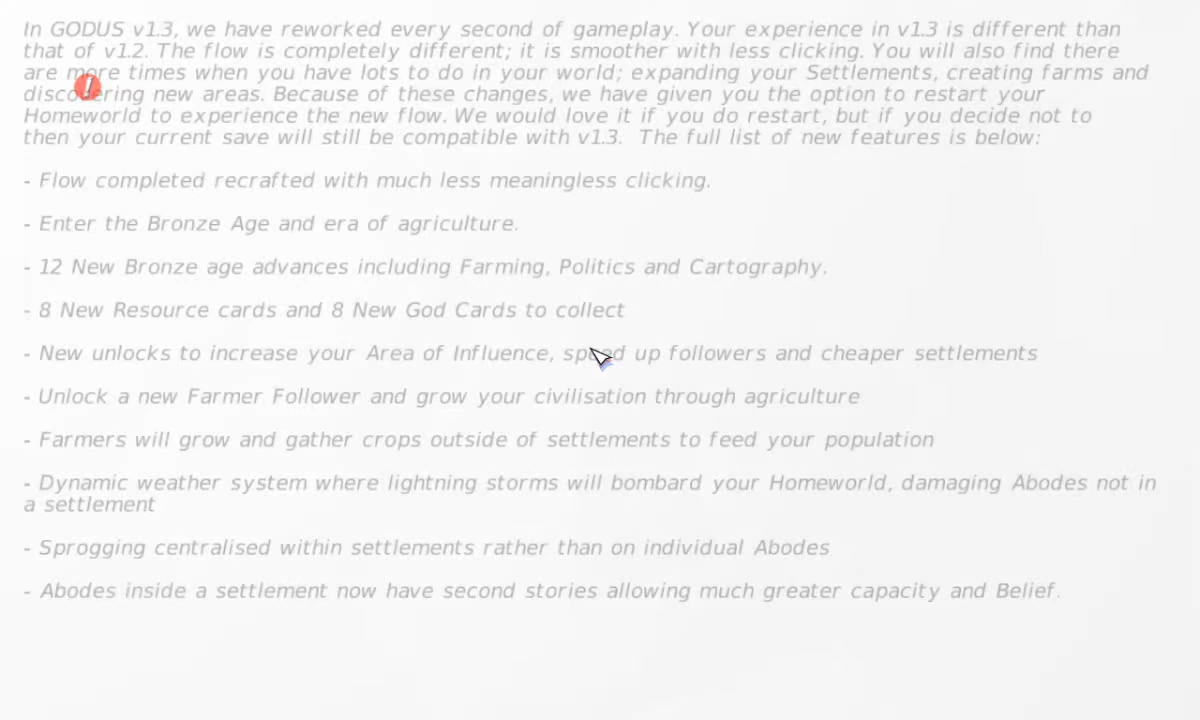 In GODUS v1.3, we have reworked every second of gameplay. Your experience in v1.3 is different than
that of v1.2. The flow is completely different; it is smoother with less clicking. You will also find there
are more times when you have lots to do in your world; expanding your Settlements, creating farms and
discovering new areas. Because of these changes, we have given you the option to restart your
Homeworld to experience the new flow. We would love it if you do restart, but if you decide not to
then your current save will still be compatible with v1.3.  The full list of new features is below:
- Flow completed recrafted with much less meaningless clicking.
- Enter the Bronze Age and era of agriculture.
- 12 New Bronze age advances including Farming, Politics and Cartography.
- 8 New Resource cards and 8 New God Cards to collect
- New unlocks to increase your Area of Influence, speed up followers and cheaper settlements
- Unlock a new Farmer Follower and grow your civilisation through agriculture
- Farmers will grow and gather crops outside of settlements to feed your population
- Dynamic weather system where lightning storms will bombard your Homeworld, damaging Abodes not in
a settlement
- Sprogging centralised within settlements rather than on individual Abodes
- Abodes inside a settlement now have second stories allowing much greater capacity and Belief.